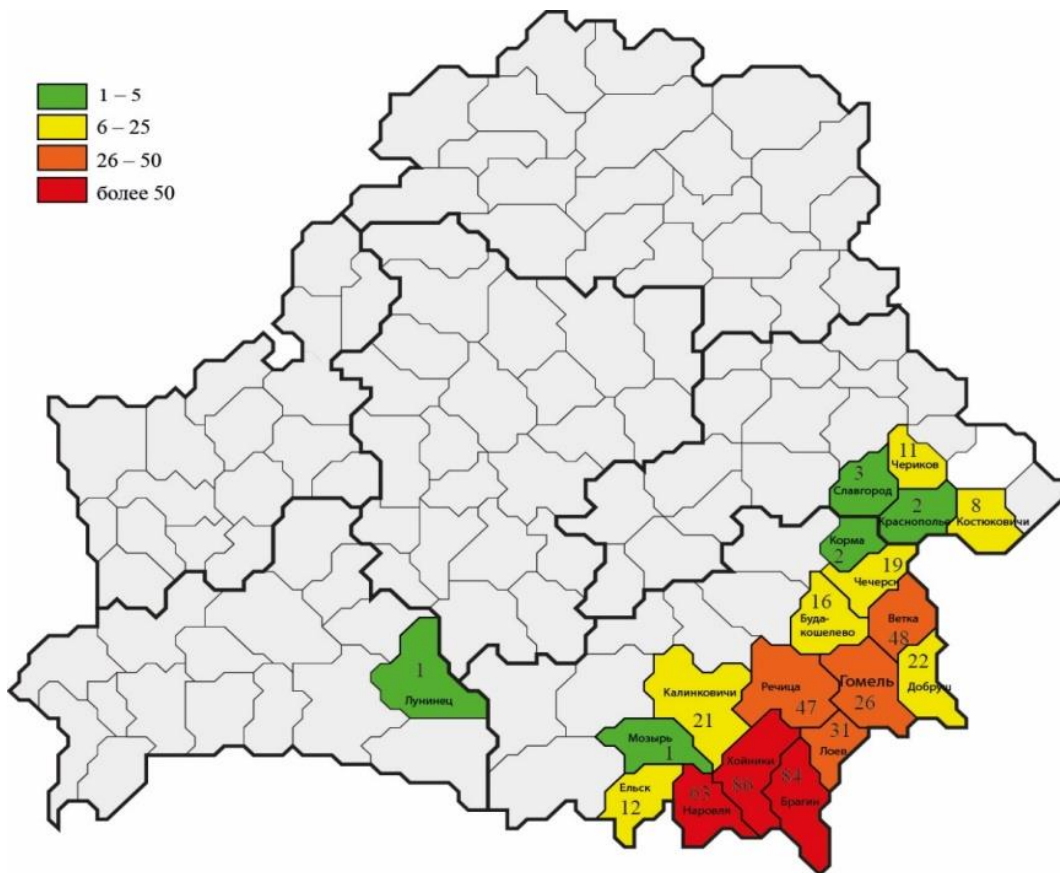 1 – 5
6 – 25
26 – 50
более 50
11
Чериков
3
Славгород
2
Краснополье
8
Костюковичи
Корма
2
19
Чечерск
16
Буда-
кошелево
Ветка
48
22
Добруш
1
Лунинец
Калинковичи
21
Речица
47
Гомель
26
31
Лоев
Мозырь
1
Хойники
86
84
Брагин
Ельск
12
63
Наровля